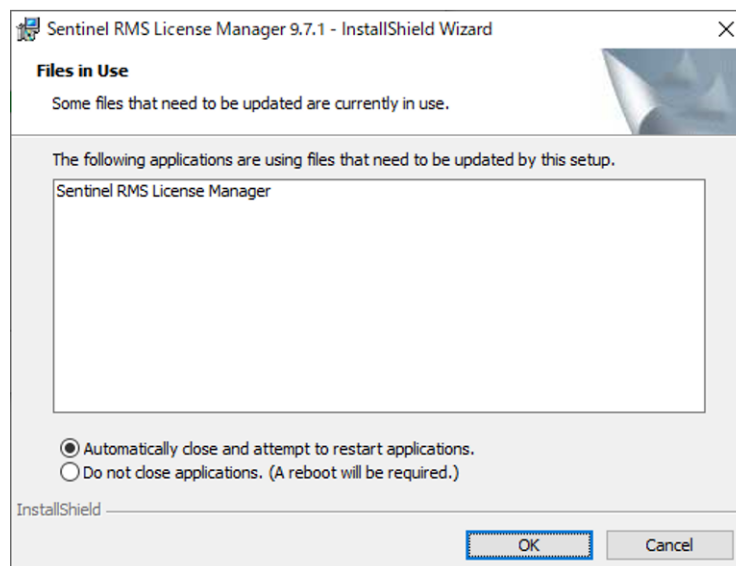 Sentinel RMS License Manager 9.7.1 - InstallShield Wizard
Files in Use
Some files that need to be updated are currently in use.
The following applications are using files that need to be updated by this setup.
Sentinel RMS License Manager
Automatically close and attempt to restart applications.
Do not close applications. (A reboot will be required.)
InstallShield
OK
Cancel